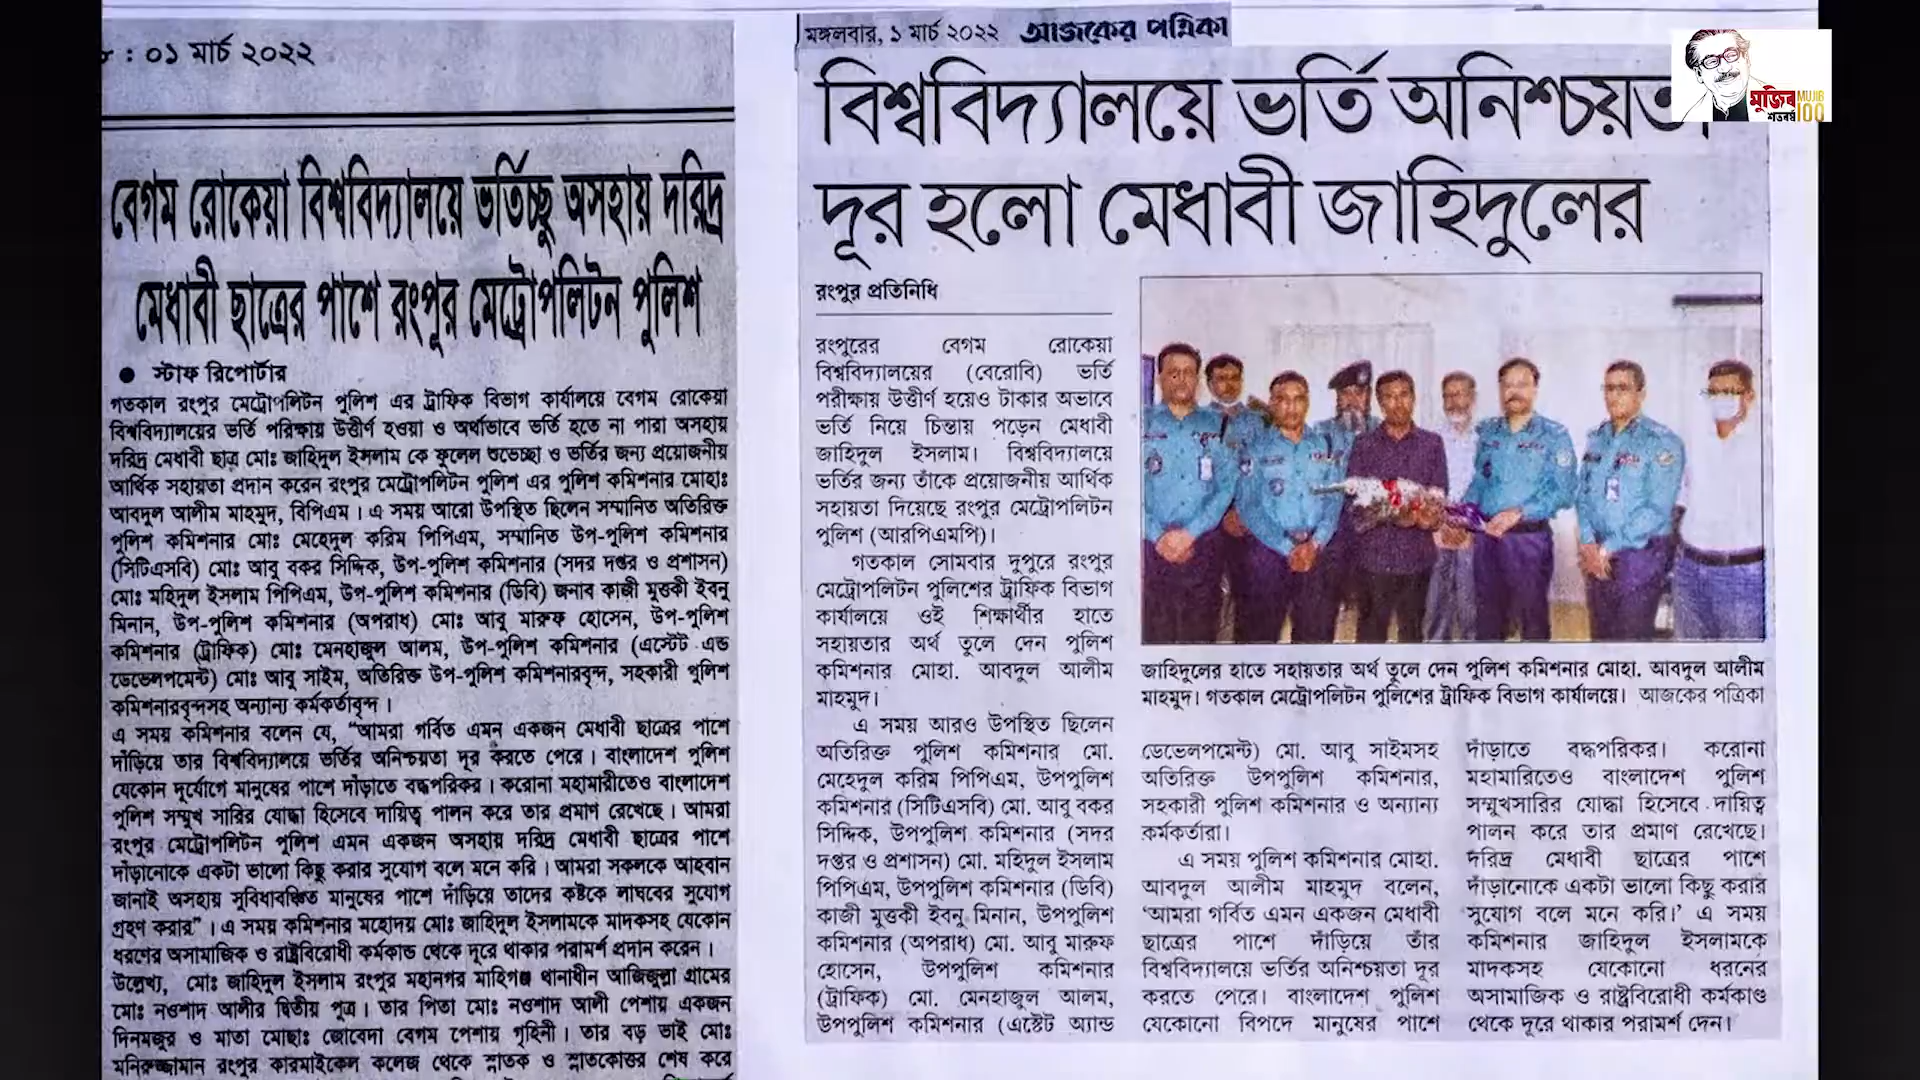 ৮ : ০১ মার্চ ২০২২
বেগম রোকেয়া বিশ্ববিদ্যালয়ে ভর্তিচ্ছু অসহায় দরিদ্র
মেধাবী ছাত্রের পাশে রংপুর মেট্রোপলিটন পুলিশ
● স্টাফ রিপোর্টার
গতকাল রংপুর মেট্রোপলিটন পুলিশ এর ট্রাফিক বিভাগ কার্যালয়ে বেগম রোকেয়া
বিশ্ববিদ্যালয়ের ভর্তি পরিক্ষায় উত্তীর্ণ হওয়া ও অর্থাভাবে ভর্তি হতে না পারা অসহায়
দরিদ্র মেধাবী ছাত্র মোঃ জাহিদুল ইসলাম কে ফুলেল শুভেচ্ছা ও ভর্তির জন্য প্রয়োজনীয়
আর্থিক সহায়তা প্রদান করেন রংপুর মেট্রোপলিটন পুলিশ এর পুলিশ কমিশনার মোহাঃ
আবদুল আলীম মাহমুদ, বিপিএম। এ সময় আরো উপস্থিত ছিলেন সম্মানিত অতিরিক্ত
পুলিশ কমিশনার মোঃ মেহেদুল করিম পিপিএম, সম্মানিত উপ-পুলিশ কমিশনার
(সিটিএসবি) মোঃ আবু বকর সিদ্দিক, উপ-পুলিশ কমিশনার (সদর দপ্তর ও প্রশাসন)
মোঃ মহিদুল ইসলাম পিপিএম, উপ-পুলিশ কমিশনার (ডিবি) জনাব কাজী মুত্তকী ইবনু
মিনান, উপ-পুলিশ কমিশনার (অপরাধ) মোঃ আবু মারুফ হোসেন, উপ-পুলিশ
কমিশনার (ট্রাফিক) মোঃ মেনহাজুল আলম, উপ-পুলিশ কমিশনার (এস্টেট এন্ড
ডেভেলপমেন্ট) মোঃ আবু সাইম, অতিরিক্ত উপ-পুলিশ কমিশনারবৃন্দ, সহকারী পুলিশ
কমিশনারবৃন্দসহ অন্যান্য কর্মকর্তাবৃন্দ।
এ সময় কমিশনার বলেন যে, “আমরা গর্বিত এমন একজন মেধাবী ছাত্রের পাশে
দাঁড়িয়ে তার বিশ্ববিদ্যালয়ে ভর্তির অনিশ্চয়তা দূর করতে পেরে। বাংলাদেশ পুলিশ
যেকোন দূর্যোগে মানুষের পাশে দাঁড়াতে বদ্ধপরিকর। করোনা মহামারীতেও বাংলাদেশ
পুলিশ সম্মুখ সারির যোদ্ধা হিসেবে দায়িত্ব পালন করে তার প্রমাণ রেখেছে। আমরা
রংপুর মেট্রোপলিটন পুলিশ এমন একজন অসহায় দরিদ্র মেধাবী ছাত্রের পাশে
দাঁড়ানোকে একটা ভালো কিছু করার সুযোগ বলে মনে করি। আমরা সকলকে আহবান
জানাই অসহায় সুবিধাবঞ্চিত মানুষের পাশে দাঁড়িয়ে তাদের কষ্টকে লাঘবের সুযোগ
গ্রহণ করার”। এ সময় কমিশনার মহোদয় মোঃ জাহিদুল ইসলামকে মাদকসহ যেকোন
ধরণের অসামাজিক ও রাষ্ট্রবিরোধী কর্মকান্ড থেকে দূরে থাকার পরামর্শ প্রদান করেন।
উল্লেখ্য, মোঃ জাহিদুল ইসলাম রংপুর মহানগর মাহিগঞ্জ থানাধীন আজিজুল্লা গ্রামের
মোঃ নওশাদ আলীর দ্বিতীয় পুত্র। তার পিতা মোঃ নওশাদ আলী পেশায় একজন
দিনমজুর ও মাতা মোছাঃ জোবেদা বেগম পেশায় গৃহিনী। তার বড় ভাই মোঃ
মনিরুজ্জামান রংপুর কারমাইকেল কলেজ থেকে স্নাতক ও স্নাতকোত্তর শেষ করে
মঙ্গলবার, ১ মার্চ ২০২২ আজকের পত্রিকা
বিশ্ববিদ্যালয়ে ভর্তি অনিশ্চয়তা
দূর হলো মেধাবী জাহিদুলের
রংপুর প্রতিনিধি
রংপুরের বেগম রোকেয়া
বিশ্ববিদ্যালয়ের (বেরোবি) ভর্তি
পরীক্ষায় উত্তীর্ণ হয়েও টাকার অভাবে
ভর্তি নিয়ে চিন্তায় পড়েন মেধাবী
জাহিদুল ইসলাম। বিশ্ববিদ্যালয়ে
ভর্তির জন্য তাঁকে প্রয়োজনীয় আর্থিক
সহায়তা দিয়েছে রংপুর মেট্রোপলিটন
পুলিশ (আরপিএমপি)।
গতকাল সোমবার দুপুরে রংপুর
মেট্রোপলিটন পুলিশের ট্রাফিক বিভাগ
কার্যালয়ে ওই শিক্ষার্থীর হাতে
সহায়তার অর্থ তুলে দেন পুলিশ
কমিশনার মোহা. আবদুল আলীম
মাহমুদ।
এ সময় আরও উপস্থিত ছিলেন
অতিরিক্ত পুলিশ কমিশনার মো.
মেহেদুল করিম পিপিএম, উপপুলিশ
কমিশনার (সিটিএসবি) মো. আবু বকর
সিদ্দিক, উপপুলিশ কমিশনার (সদর
দপ্তর ও প্রশাসন) মো. মহিদুল ইসলাম
পিপিএম, উপপুলিশ কমিশনার (ডিবি)
কাজী মুত্তকী ইবনু মিনান, উপপুলিশ
কমিশনার (অপরাধ) মো. আবু মারুফ
হোসেন, উপপুলিশ কমিশনার
(ট্রাফিক) মো. মেনহাজুল আলম,
উপপুলিশ কমিশনার (এস্টেট অ্যান্ড
জাহিদুলের হাতে সহায়তার অর্থ তুলে দেন পুলিশ কমিশনার মোহা. আবদুল আলীম
মাহমুদ। গতকাল মেট্রোপলিটন পুলিশের ট্রাফিক বিভাগ কার্যালয়ে। আজকের পত্রিকা
ডেভেলপমেন্ট) মো. আবু সাইমসহ
অতিরিক্ত উপপুলিশ কমিশনার,
সহকারী পুলিশ কমিশনার ও অন্যান্য
কর্মকর্তারা।
এ সময় পুলিশ কমিশনার মোহা.
আবদুল আলীম মাহমুদ বলেন,
‘আমরা গর্বিত এমন একজন মেধাবী
ছাত্রের পাশে দাঁড়িয়ে তাঁর
বিশ্ববিদ্যালয়ে ভর্তির অনিশ্চয়তা দূর
করতে পেরে। বাংলাদেশ পুলিশ
যেকোনো বিপদে মানুষের পাশে
দাঁড়াতে বদ্ধপরিকর। করোনা
মহামারিতেও বাংলাদেশ পুলিশ
সম্মুখসারির যোদ্ধা হিসেবে দায়িত্ব
পালন করে তার প্রমাণ রেখেছে।
দরিদ্র মেধাবী ছাত্রের পাশে
দাঁড়ানোকে একটা ভালো কিছু করার
সুযোগ বলে মনে করি।’ এ সময়
কমিশনার জাহিদুল ইসলামকে
মাদকসহ যেকোনো ধরনের
অসামাজিক ও রাষ্ট্রবিরোধী কর্মকাণ্ড
থেকে দূরে থাকার পরামর্শ দেন।
মুজিব MUJIB
শতবর্ষ 100